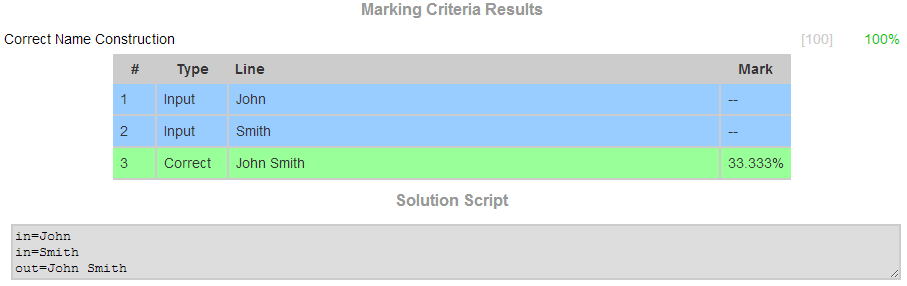 Marking Criteria Results
Correct Name Construction [100] 100%
# Type Line Mark
1 Input John --
2 Input Smith --
3 Correct John Smith 33.333%
Solution Script
in=John
in=Smith
out=John Smith